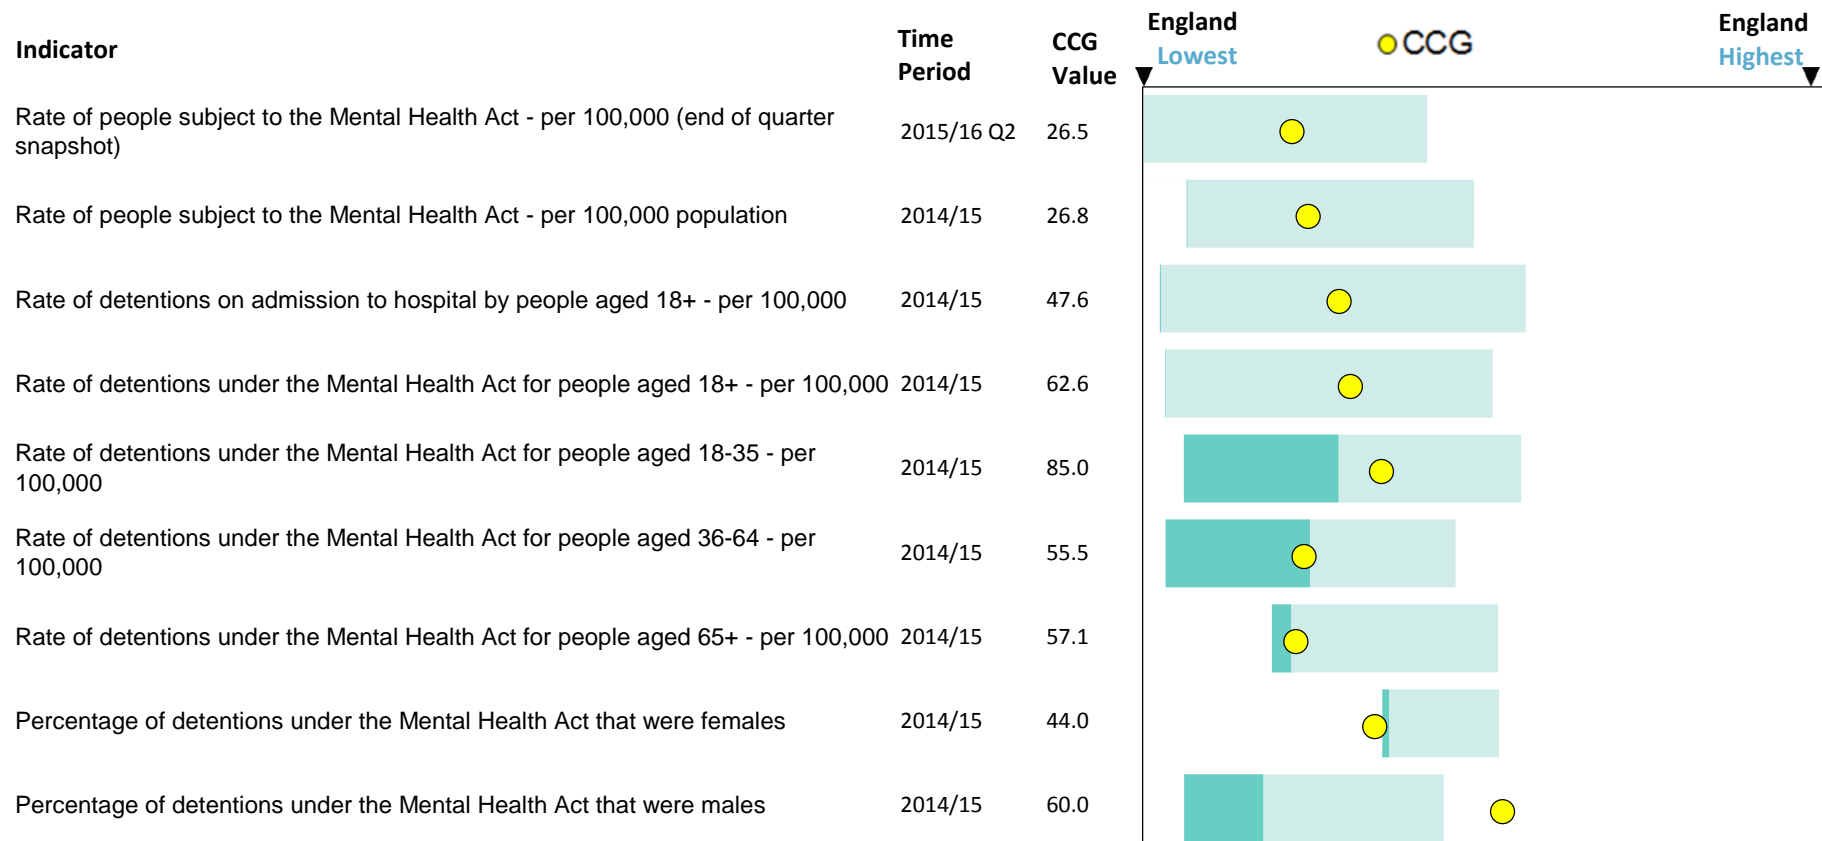 Indicator
Time Period
CCG Value
England Lowest
CCG
England Highest
Rate of people subject to the Mental Health Act - per 100,000 (end of quarter
snapshot)
2015/16 Q2
26.5
Rate of people subject to the Mental Health Act - per 100,000 population
2014/15
26.8
Rate of detentions on admission to hospital by people aged 18+ - per 100,000
2014/15
47.6
Rate of detentions under the Mental Health Act for people aged 18+ - per 100,000
2014/15
62.6
Rate of detentions under the Mental Health Act for people aged 18-35 - per
100,000
2014/15
85.0
Rate of detentions under the Mental Health Act for people aged 36-64 - per
100,000
2014/15
55.5
Rate of detentions under the Mental Health Act for people aged 65+ - per 100,000
2014/15
57.1
Percentage of detentions under the Mental Health Act that were females
2014/15
44.0
Percentage of detentions under the Mental Health Act that were males
2014/15
60.0